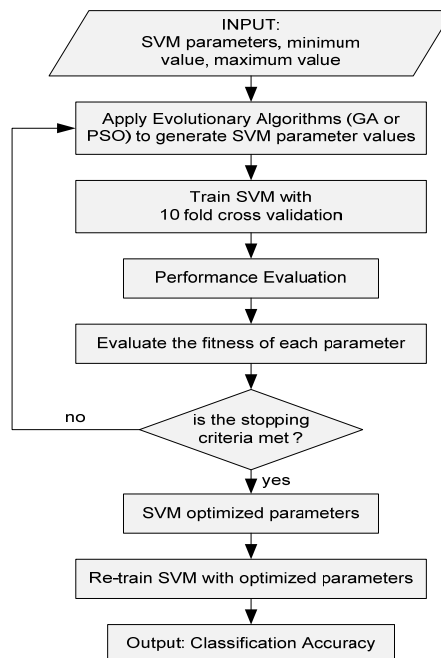 INPUT:
SVM parameters, minimum
value, maximum value
Apply Evolutionary Algorithms (GA or
PSO) to generate SVM parameter values
Train SVM with
10 fold cross validation
Performance Evaluation
Evaluate the fitness of each parameter
no
is the stopping
criteria met ?
yes
SVM optimized parameters
Re-train SVM with optimized parameters
Output: Classification Accuracy